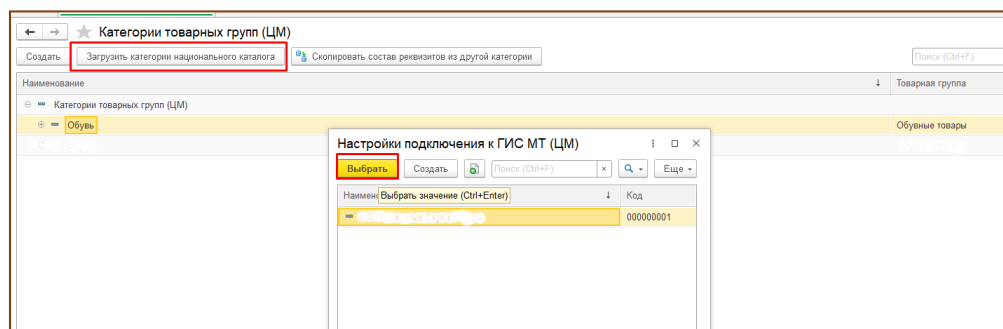 Категории товарных групп (ЦМ)
Создать Загрузить категории национального каталога Скопировать состав реквизитов из другой категории Поиск (Ctrl+F)
Наименование ↓ Товарная группа
Категории товарных групп (ЦМ)
Обувь Обувные товары
Настройки подключения к ГИС МТ (ЦМ)
Выбрать Создать Поиск (Ctrl+F) × Еще
Наимен Выбрать значение (Ctrl+Enter) ↓ Код
000000001